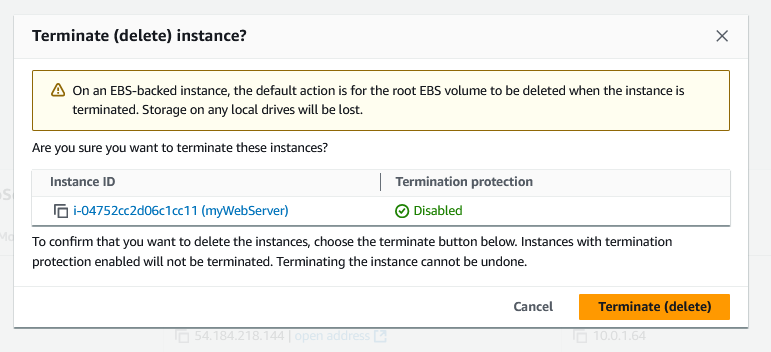 Terminate (delete) instance?
On an EBS-backed instance, the default action is for the root EBS volume to be deleted when the instance is
terminated. Storage on any local drives will be lost.
Are you sure you want to terminate these instances?
Instance ID
Termination protection
i-04752cc2d06c1cc11 (myWebServer)
Disabled
To confirm that you want to delete the instances, choose the terminate button below. Instances with termination
protection enabled will not be terminated. Terminating the instance cannot be undone.
Cancel
Terminate (delete)
54.184.218.144 | open address
10.0.1.64